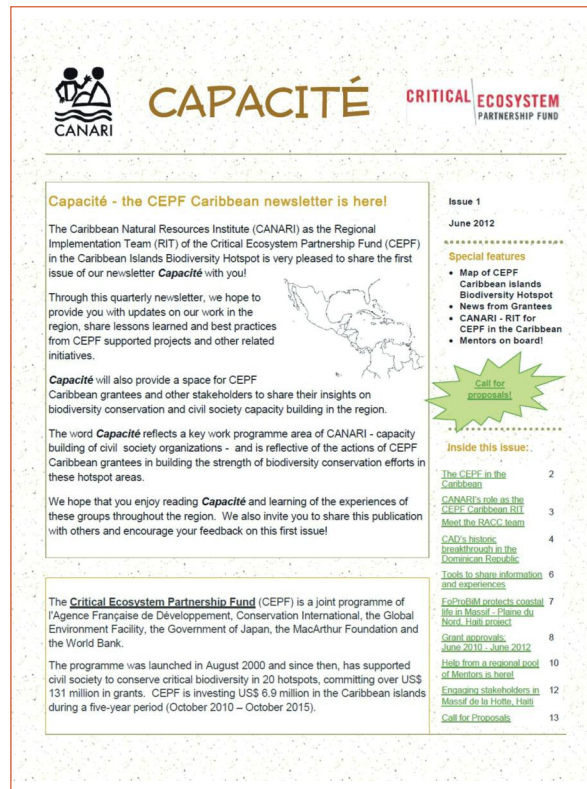 CANARI
CAPACITÉ
CRITICAL ECOSYSTEM
PARTNERSHIP FUND
Capacité - the CEPF Caribbean newsletter is here!
The Caribbean Natural Resources Institute (CANARI) as the Regional
Implementation Team (RIT) of the Critical Ecosystem Partnership Fund (CEPF)
in the Caribbean Islands Biodiversity Hotspot is very pleased to share the first
issue of our newsletter Capacité with you!
Through this quarterly newsletter, we hope to
provide you with updates on our work in the
region, share lessons learned and best practices
from CEPF supported projects and other related
initiatives.
Capacité will also provide a space for CEPF
Caribbean grantees and other stakeholders to share their insights on
biodiversity conservation and civil society capacity building in the region.
The word Capacité reflects a key work programme area of CANARI - capacity
building of civil society organizations - and is reflective of the actions of CEPF
Caribbean grantees in building the strength of biodiversity conservation efforts in
these hotspot areas.
We hope that you enjoy reading Capacité and learning of the experiences of
these groups throughout the region. We also invite you to share this publication
with others and encourage your feedback on this first issue!
The Critical Ecosystem Partnership Fund (CEPF) is a joint programme of
l'Agence Française de Développement, Conservation International, the Global
Environment Facility, the Government of Japan, the MacArthur Foundation and
the World Bank.
The programme was launched in August 2000 and since then, has supported
civil society to conserve critical biodiversity in 20 hotspots, committing over US$
131 million in grants. CEPF is investing US$ 6.9 million in the Caribbean islands
during a five-year period (October 2010 – October 2015).
Issue 1
June 2012
Special features
• Map of CEPF
Caribbean islands
Biodiversity Hotspot
• News from Grantees
• CANARI - RIT for
CEPF in the Caribbean
• Mentors on board!
Call for
proposals!
Inside this issue:
The CEPF in the 2
Caribbean
CANARI's role as the
CEPF Caribbean RIT 3
Meet the RACC team
CAD's historic 4
breakthrough in the
Dominican Republic
Tools to share information 6
and experiences
FoProBiM protects coastal 7
life in Massif - Plaine du
Nord, Haiti project
Grant approvals: 8
June 2010 - June 2012
Help from a regional pool 10
of Mentors is here!
Engaging stakeholders in 12
Massif de la Hotte, Haiti
Call for Proposals 13